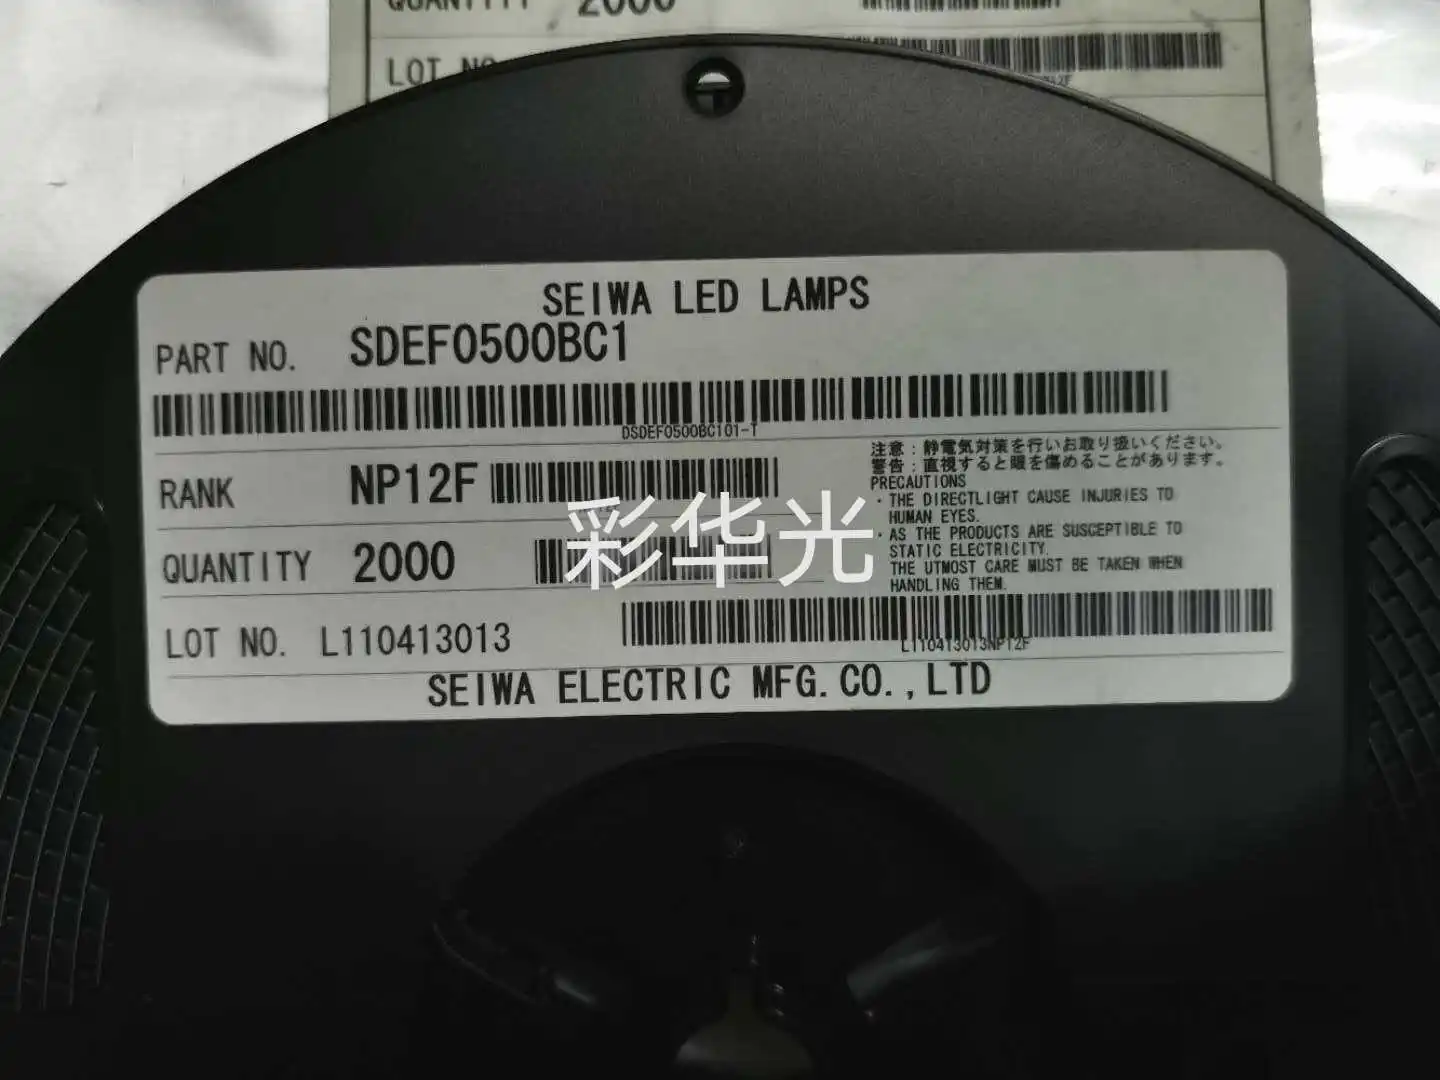 QUANTITY 2000
LOT NO.
SEIWA LED LAMPS
PART NO. SDEF0500BC1
DSDEF0500BC101-T
RANK NP12F
注意：静電気対策を行いお取り扱いください。
警告：直視すると眼を傷めることがあります。
PRECAUTIONS
・THE DIRECTLIGHT CAUSE INJURIES TO
HUMAN EYES.
・AS THE PRODUCTS ARE SUSCEPTIBLE TO
STATIC ELECTRICITY.
THE UTMOST CARE MUST BE TAKEN WHEN
HANDLING THEM.
彩华光
QUANTITY 2000
LOT NO. L110413013
L110413013NP12F
SEIWA ELECTRIC MFG.CO.,LTD